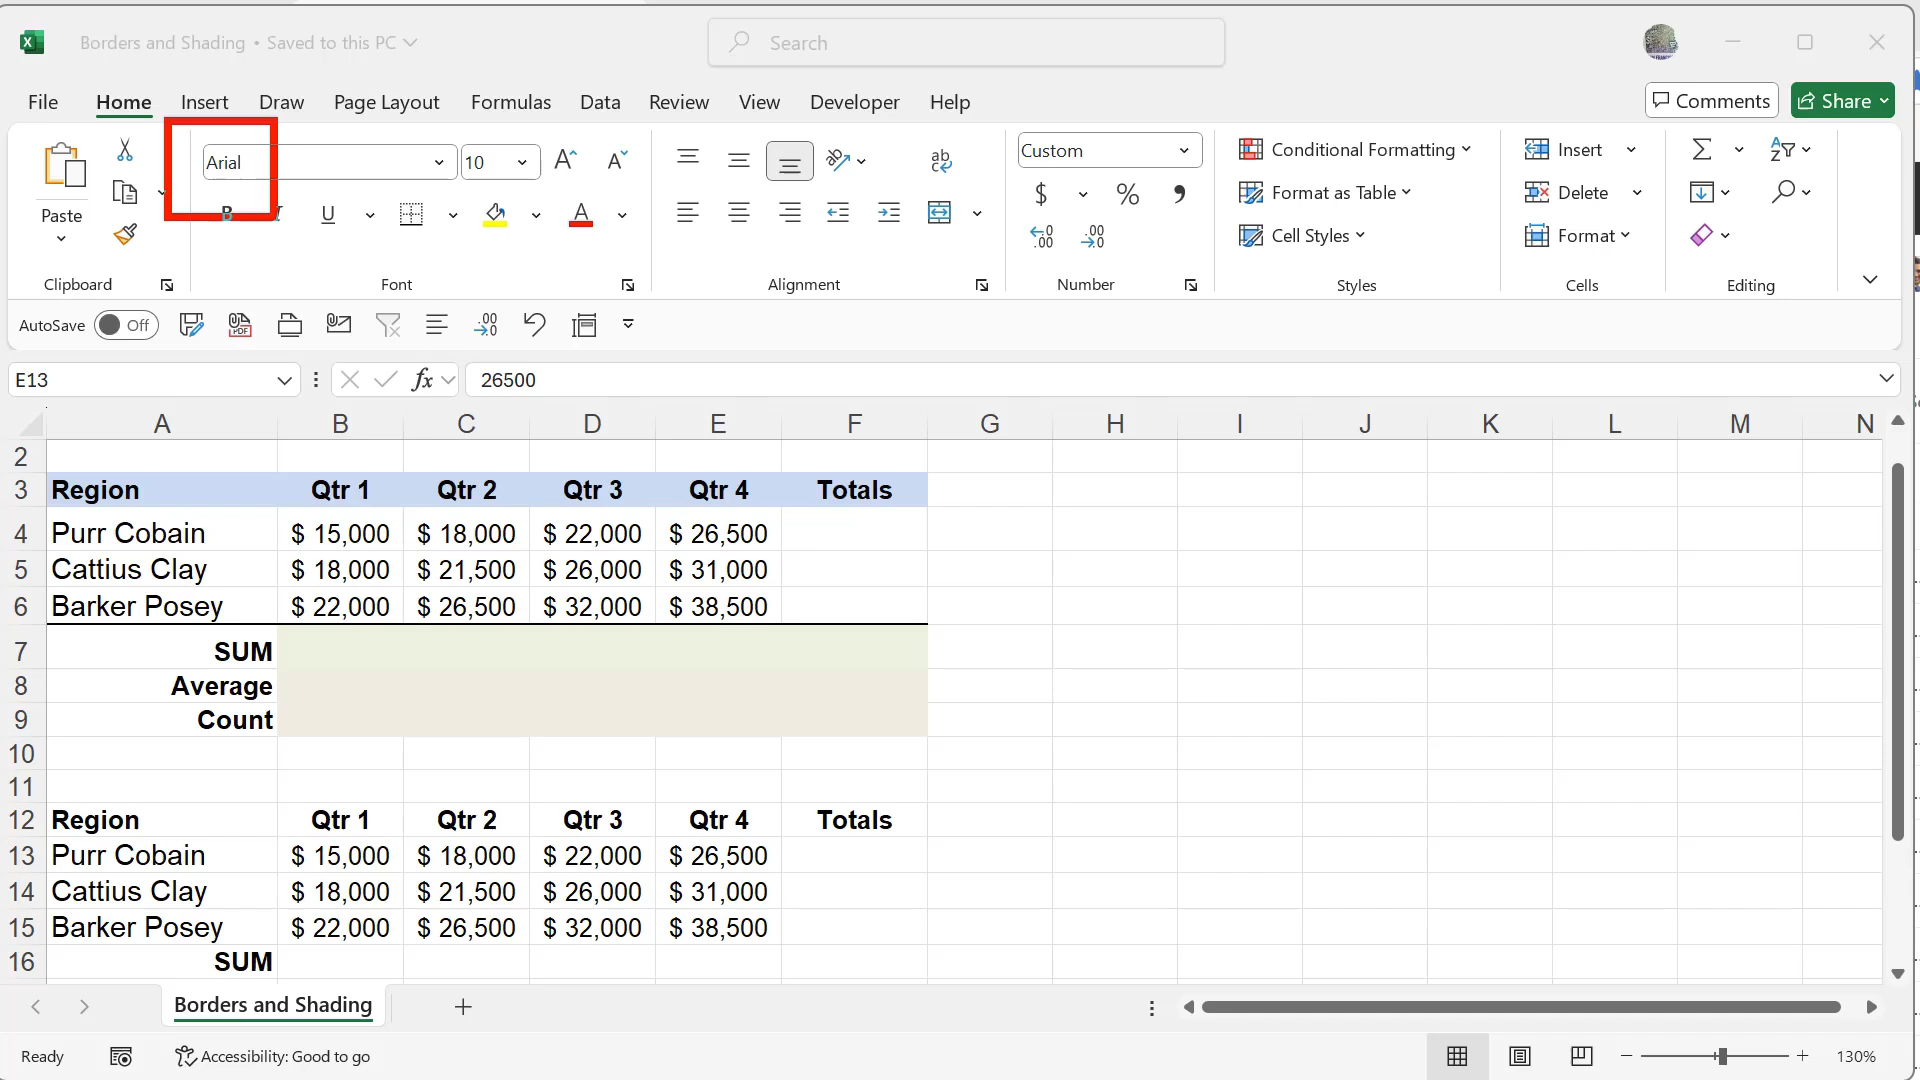 Borders and Shading • Saved to this PC
Search
File Home Insert Draw Page Layout Formulas Data Review View Developer Help
Comments Share
Arial 10
Custom
Conditional Formatting
Format as Table
Cell Styles
Insert
Delete
Format
Paste
B I U
$ % ,
Clipboard Font Alignment Number Styles Cells Editing
AutoSave Off
E13 fx 26500
A B C D E F G H I J K L M N
2
3 Region Qtr 1 Qtr 2 Qtr 3 Qtr 4 Totals
4 Purr Cobain $ 15,000 $ 18,000 $ 22,000 $ 26,500
5 Cattius Clay $ 18,000 $ 21,500 $ 26,000 $ 31,000
6 Barker Posey $ 22,000 $ 26,500 $ 32,000 $ 38,500
7 SUM
8 Average
9 Count
10
11
12 Region Qtr 1 Qtr 2 Qtr 3 Qtr 4 Totals
13 Purr Cobain $ 15,000 $ 18,000 $ 22,000 $ 26,500
14 Cattius Clay $ 18,000 $ 21,500 $ 26,000 $ 31,000
15 Barker Posey $ 22,000 $ 26,500 $ 32,000 $ 38,500
16 SUM
Borders and Shading
Ready Accessibility: Good to go 130%